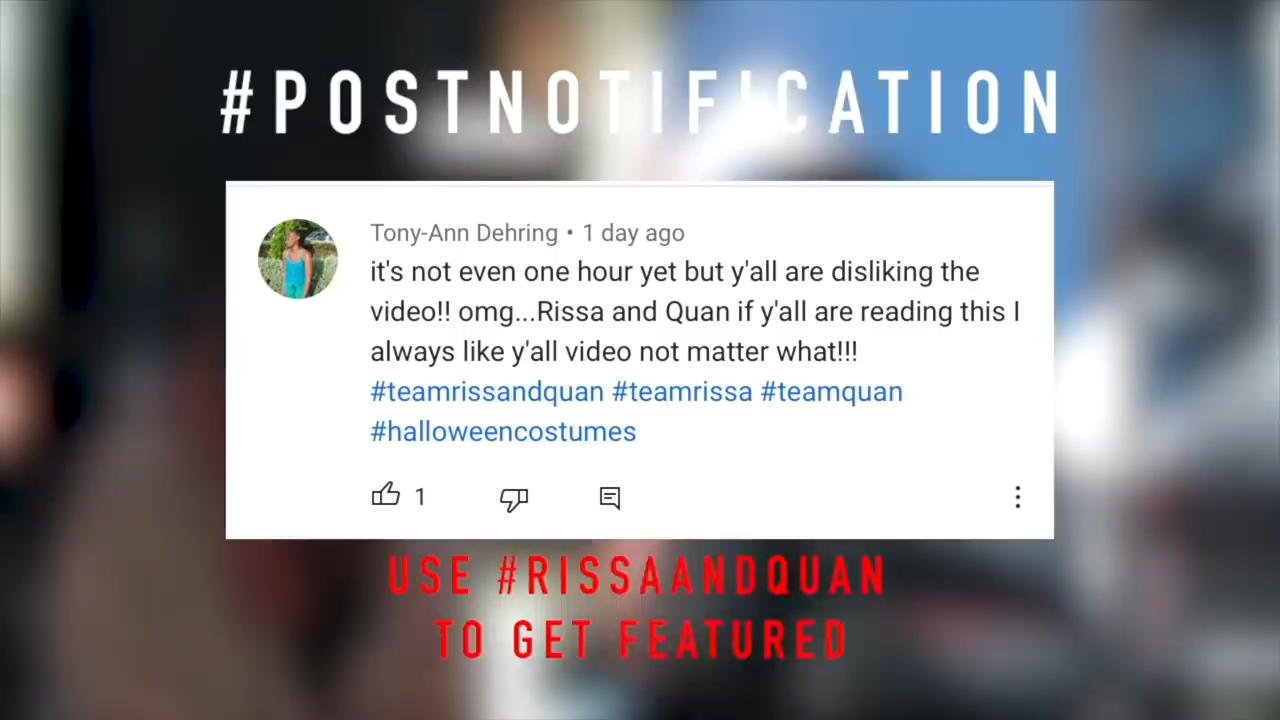 #POSTNOTIFICATION
Tony-Ann Dehring • 1 day ago
it's not even one hour yet but y'all are disliking the
video!! omg...Rissa and Quan if y'all are reading this I
always like y'all video not matter what!!!
#teamrissandquan #teamrissa #teamquan
#halloweencostumes
1
USE #RISSAANDQUAN
TO GET FEATURED